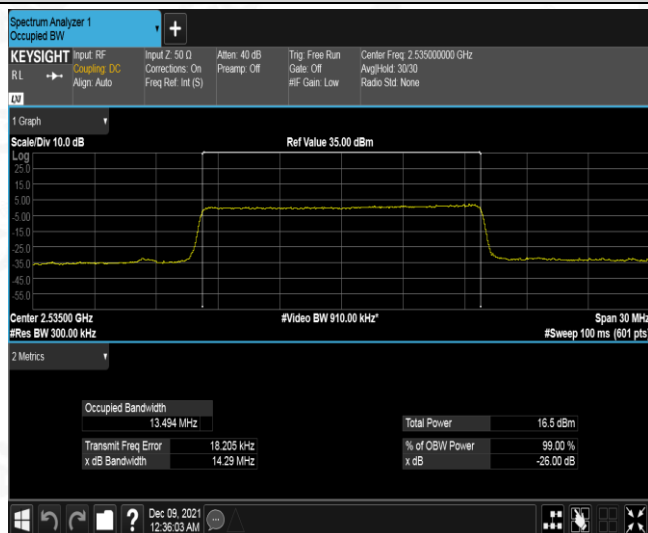 Spectrum Analyzer 1
Occupied BW
+
KEYSIGHT Input: RF Input Z: 50 Ω Atten: 40 dB Trig: Free Run Center Freq: 2.535000000 GHz
RL Coupling: DC Corrections: On Preamp: Off Gate: Off Avg|Hold: 30/30
Align: Auto Freq Ref: Int (S) #IF Gain: Low Radio Std: None
LXI
1 Graph
Scale/Div 10.0 dB Ref Value 35.00 dBm
Log
25.0
15.0
5.00
-5.00
-15.0
-25.0
-35.0
-45.0
-55.0
Center 2.53500 GHz #Video BW 910.00 kHz* Span 30 MHz
#Res BW 300.00 kHz #Sweep 100 ms (601 pts)
2 Metrics
Occupied Bandwidth
13.494 MHz Total Power 16.5 dBm
Transmit Freq Error 18.205 kHz % of OBW Power 99.00 %
x dB Bandwidth 14.29 MHz x dB -26.00 dB
? Dec 09, 2021
12:36:03 AM